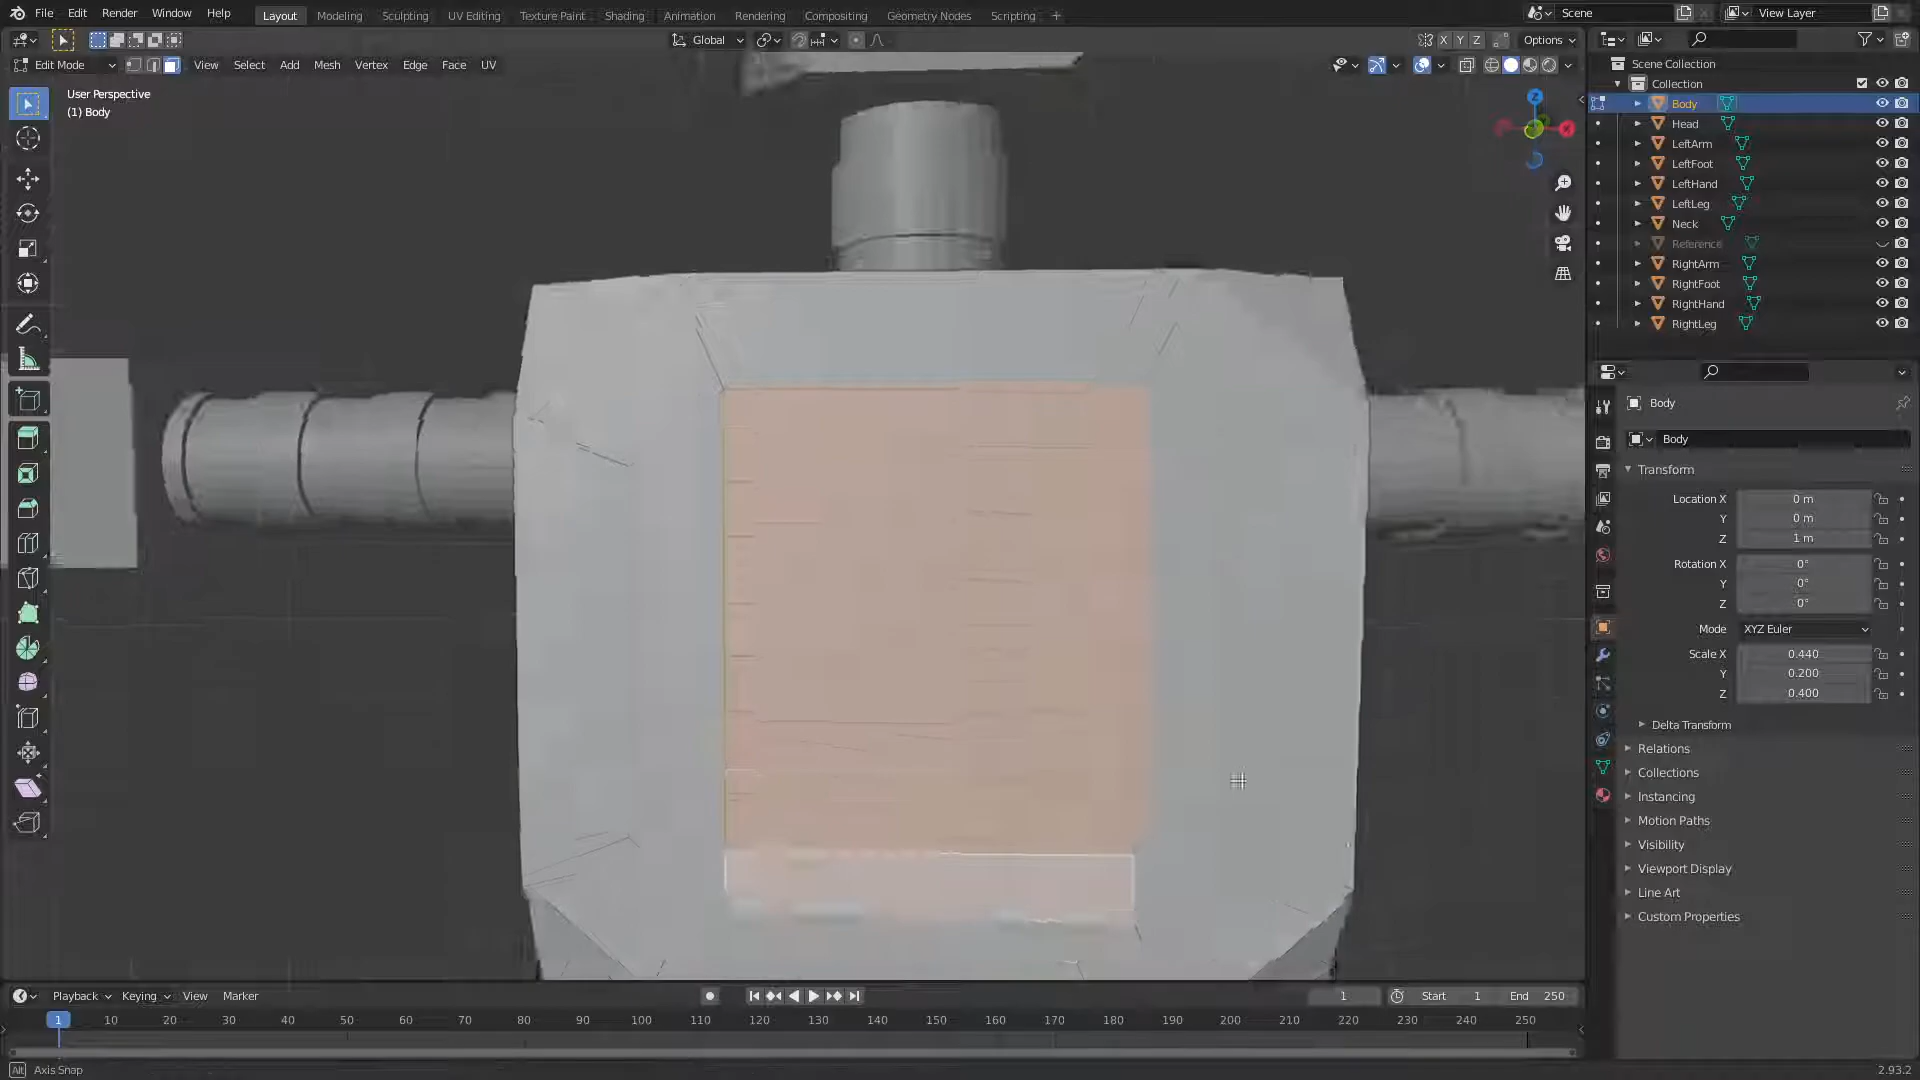 File Edit Render Window Help Layout Modeling Sculpting UV Editing Texture Paint Shading Animation Rendering Compositing Geometry Nodes Scripting + Scene View Layer
Global X Y Z Options
Edit Mode View Select Add Mesh Vertex Edge Face UV
User Perspective
(1) Body
Z
Scene Collection
Collection
Body
Head
LeftArm
LeftFoot
LeftHand
LeftLeg
Neck
Reference
RightArm
RightFoot
RightHand
RightLeg
Body
Body
Transform
Location X 0 m
Y 0 m
Z 1 m
Rotation X 0°
Y 0°
Z 0°
Mode XYZ Euler
Scale X 0.440
Y 0.200
Z 0.400
Delta Transform
Relations
Collections
Instancing
Motion Paths
Visibility
Viewport Display
Line Art
Custom Properties
Playback Keying View Marker 1 Start 1 End 250
1 10 20 30 40 50 60 70 80 90 100 110 120 130 140 150 160 170 180 190 200 210 220 230 240 250
Alt Axis Snap 2.93.2